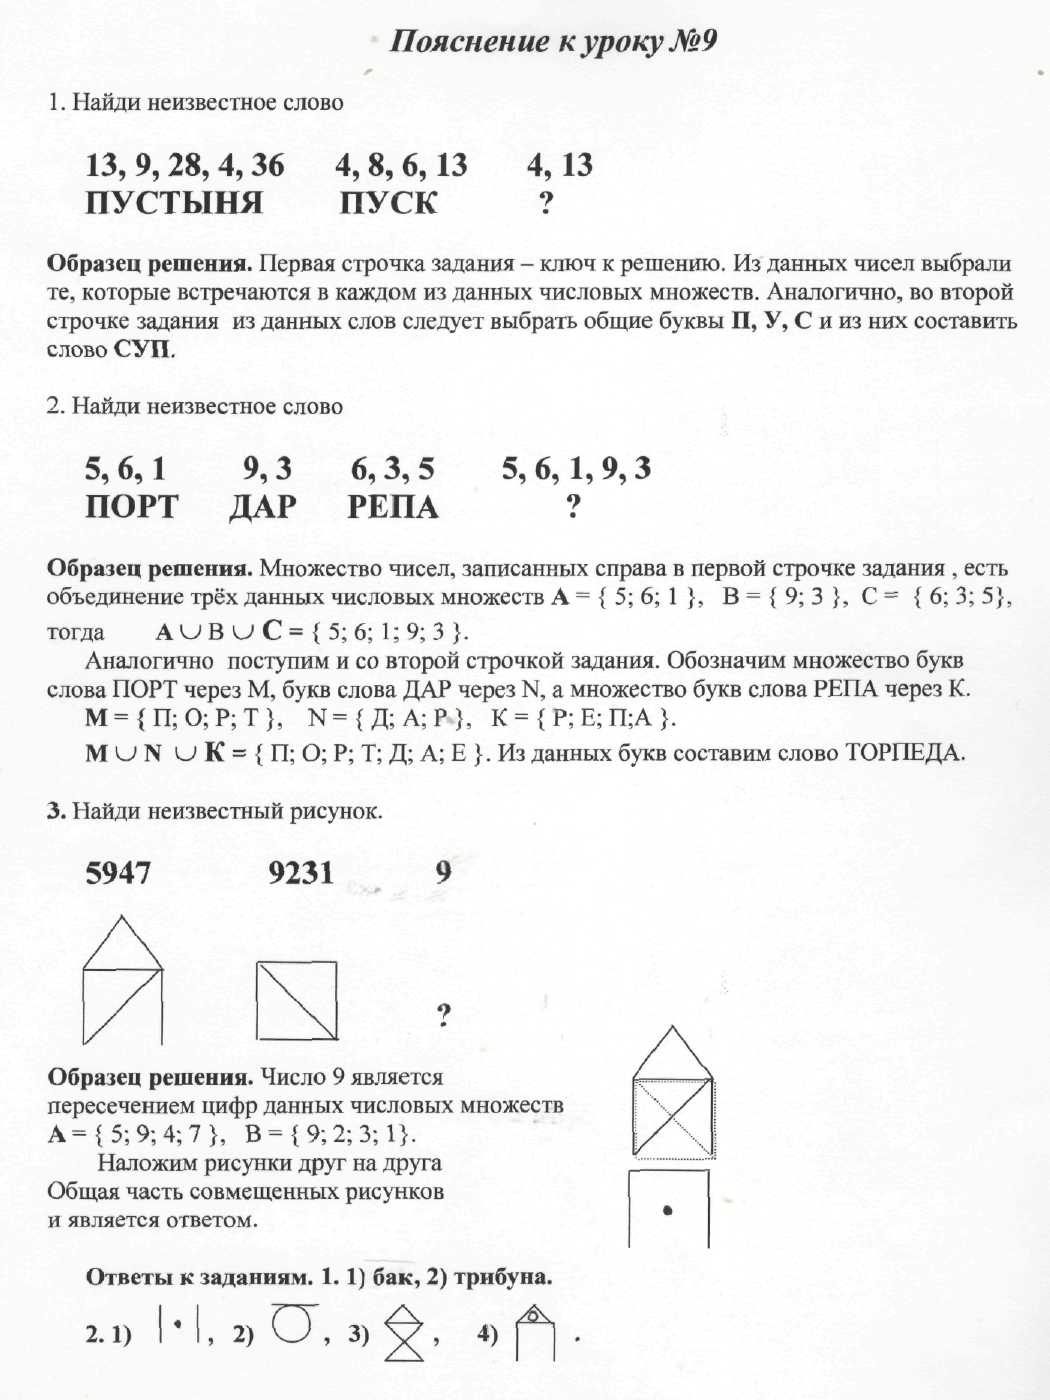 Пояснение к уроку №9
1. Найди неизвестное слово
13, 9, 28, 4, 36 4, 8, 6, 13 4, 13
ПУСТЫНЯ ПУСК ?
Образец решения. Первая строчка задания – ключ к решению. Из данных чисел выбрали
те, которые встречаются в каждом из данных числовых множеств. Аналогично, во второй
строчке задания из данных слов следует выбрать общие буквы П, У, С и из них составить
слово СУП.
2. Найди неизвестное слово
5, 6, 1 9, 3 6, 3, 5 5, 6, 1, 9, 3
ПОРТ ДАР РЕПА ?
Образец решения. Множество чисел, записанных справа в первой строчке задания , есть
объединение трёх данных числовых множеств А = { 5; 6; 1 }, В = { 9; 3 }, С = { 6; 3; 5},
тогда А ∪ В ∪ С = { 5; 6; 1; 9; 3 }.
Аналогично поступим и со второй строчкой задания. Обозначим множество букв
слова ПОРТ через М, букв слова ДАР через N, а множество букв слова РЕПА через К.
М = { П; О; Р; Т }, N = { Д; А; Р }, К = { Р; Е; П;А }.
М ∪ N ∪ К = { П; О; Р; Т; Д; А; Е }. Из данных букв составим слово ТОРПЕДА.
3. Найди неизвестный рисунок.
5947 9231 9
?
Образец решения. Число 9 является
пересечением цифр данных числовых множеств
А = { 5; 9; 4; 7 }, В = { 9; 2; 3; 1}.
Наложим рисунки друг на друга
Общая часть совмещенных рисунков
и является ответом.
Ответы к заданиям. 1. 1) бак, 2) трибуна.
2. 1) , 2) , 3) , 4) .